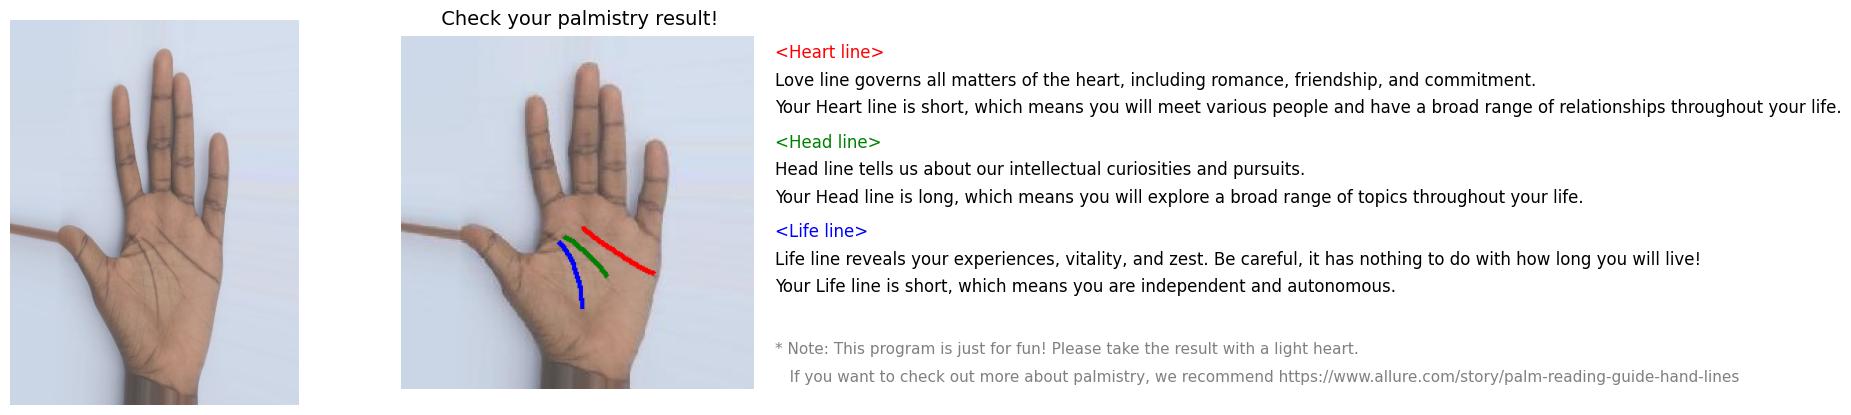 Check your palmistry result!
<Heart line>
Love line governs all matters of the heart, including romance, friendship, and commitment.
Your Heart line is short, which means you will meet various people and have a broad range of relationships throughout your life.
<Head line>
Head line tells us about our intellectual curiosities and pursuits.
Your Head line is long, which means you will explore a broad range of topics throughout your life.
<Life line>
Life line reveals your experiences, vitality, and zest. Be careful, it has nothing to do with how long you will live!
Your Life line is short, which means you are independent and autonomous.
* Note: This program is just for fun! Please take the result with a light heart.
If you want to check out more about palmistry, we recommend https://www.allure.com/story/palm-reading-guide-hand-lines